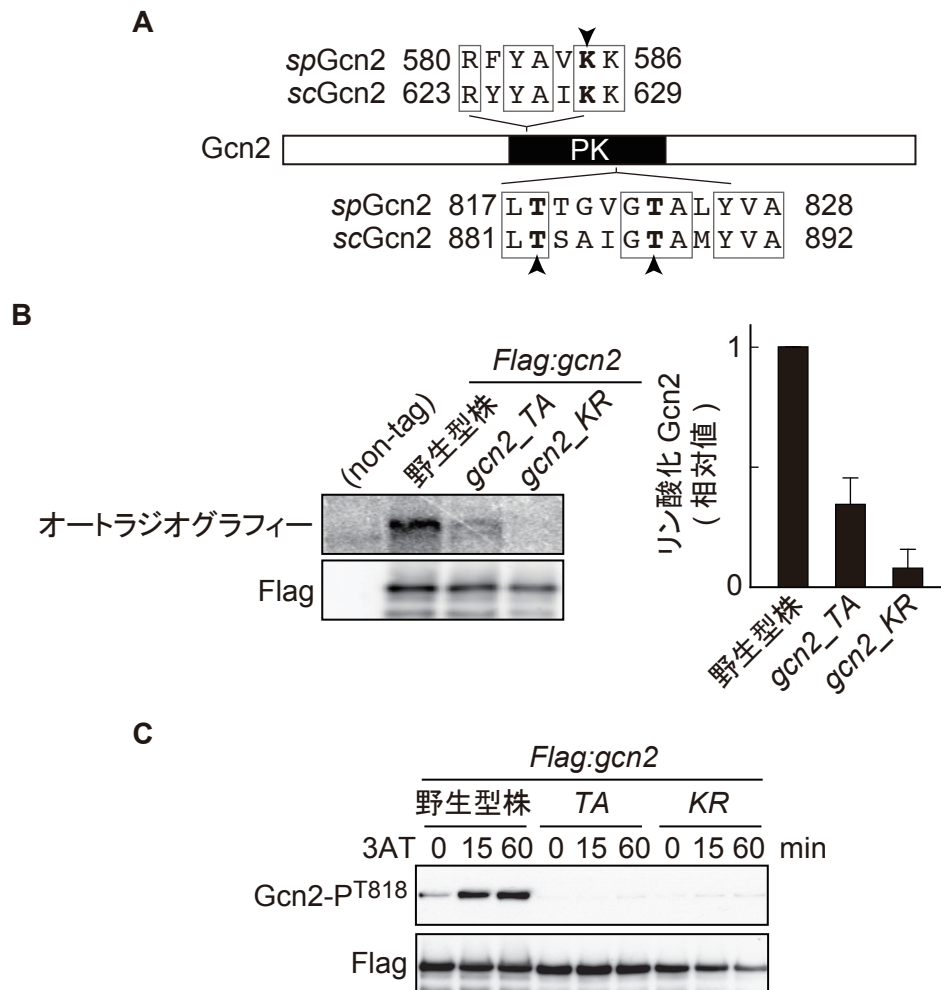 A
spGcn2 580 R F Y A V K K 586
scGcn2 623 R Y Y A I K K 629
Gcn2 PK
spGcn2 817 L T T G V G T A L Y V A 828
scGcn2 881 L T S A I G T A M Y V A 892
B
Flag:gcn2
(non-tag) 野生型株 gcn2_TA gcn2_KR
オートラジオグラフィー
Flag
リン酸化 Gcn2
( 相対値 )
1
0
野生型株 gcn2_TA gcn2_KR
C
Flag:gcn2
野生型株 TA KR
3AT 0 15 60 0 15 60 0 15 60 min
Gcn2-PT818
Flag